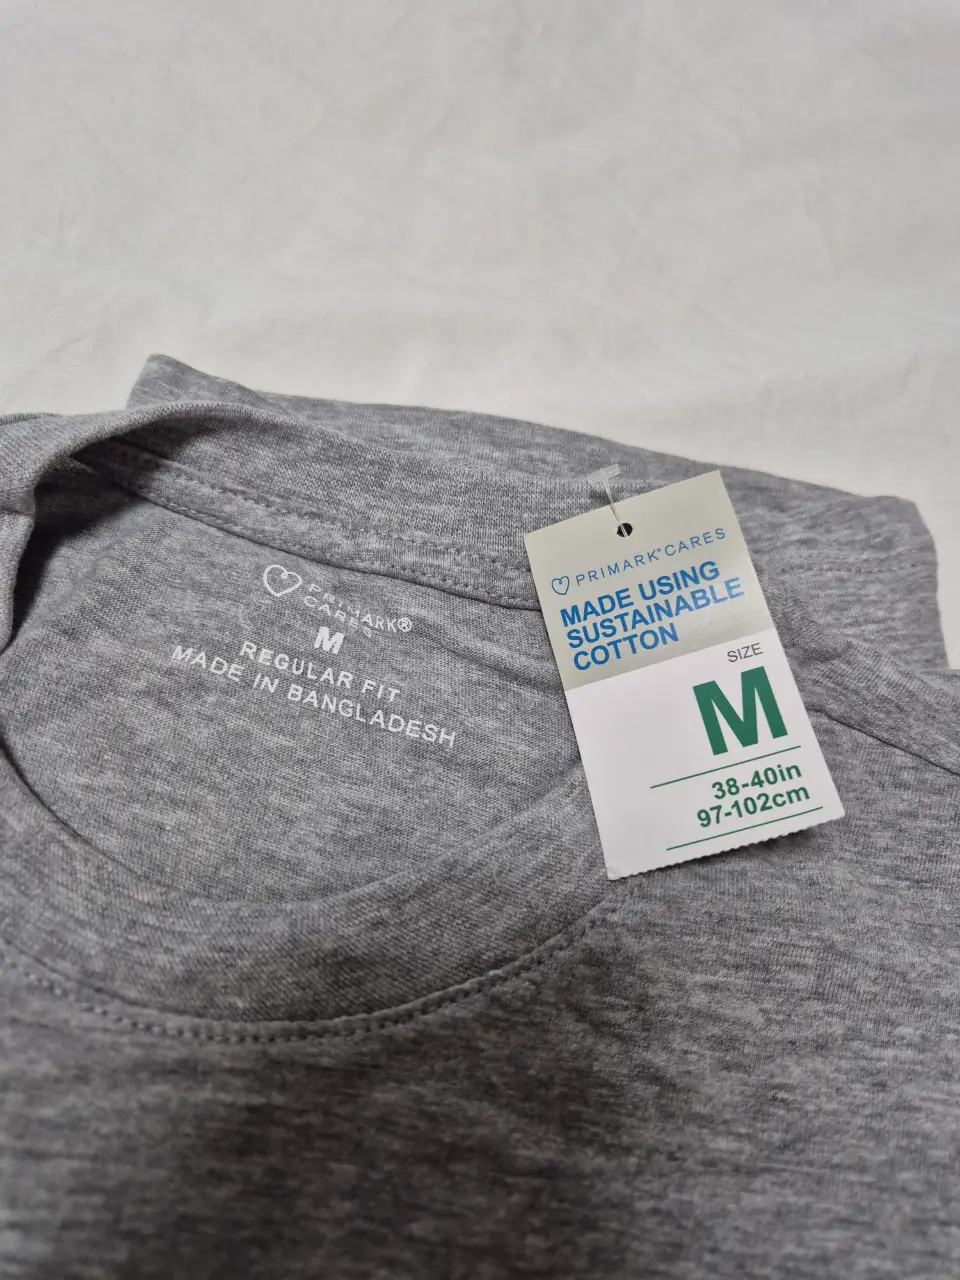 PRIMARK®
CARES
M
REGULAR FIT
MADE IN BANGLADESH
PRIMARK® CARES
MADE USING
SUSTAINABLE
COTTON
SIZE
M
38-40in
97-102cm